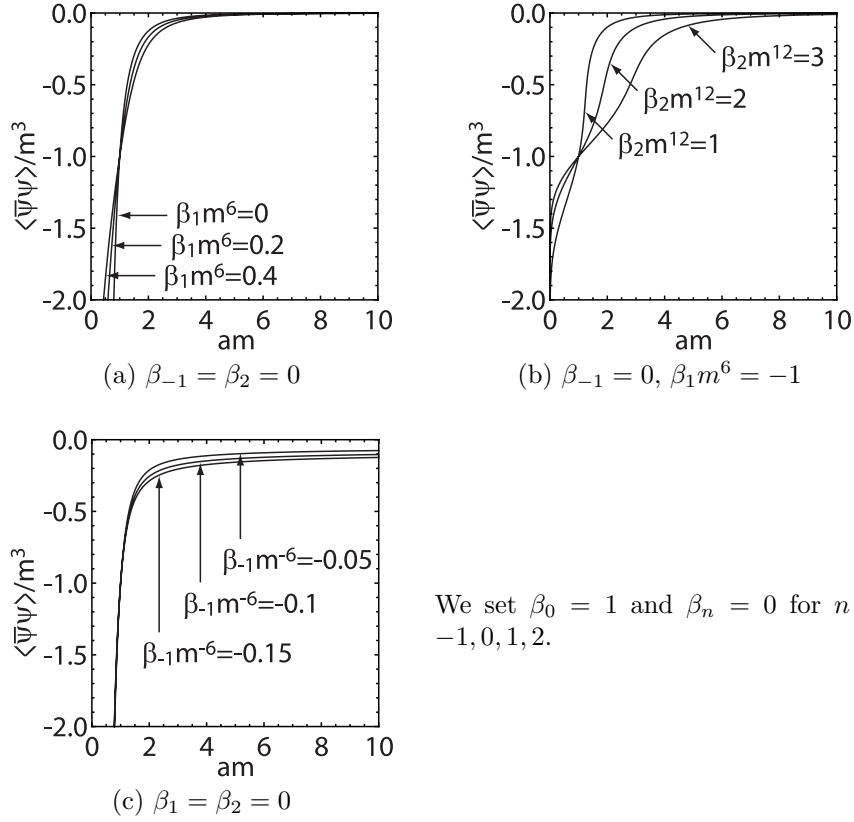 0.0
-0.5
-1.0
-1.5
-2.0
⟨ψ̅ψ⟩/m³
β₁m⁶=0
β₁m⁶=0.2
β₁m⁶=0.4
0 2 4 6 8 10
am
(a) β₋₁ = β₂ = 0
0.0
-0.5
-1.0
-1.5
-2.0
⟨ψ̅ψ⟩/m³
β₂m¹²=3
β₂m¹²=2
β₂m¹²=1
0 2 4 6 8 10
am
(b) β₋₁ = 0, β₁m⁶ = −1
0.0
-0.5
-1.0
-1.5
-2.0
⟨ψ̅ψ⟩/m³
β₋₁m⁻⁶=-0.05
β₋₁m⁻⁶=-0.1
β₋₁m⁻⁶=-0.15
0 2 4 6 8 10
am
(c) β₁ = β₂ = 0
We set β₀ = 1 and βₙ = 0 for n
−1, 0, 1, 2.